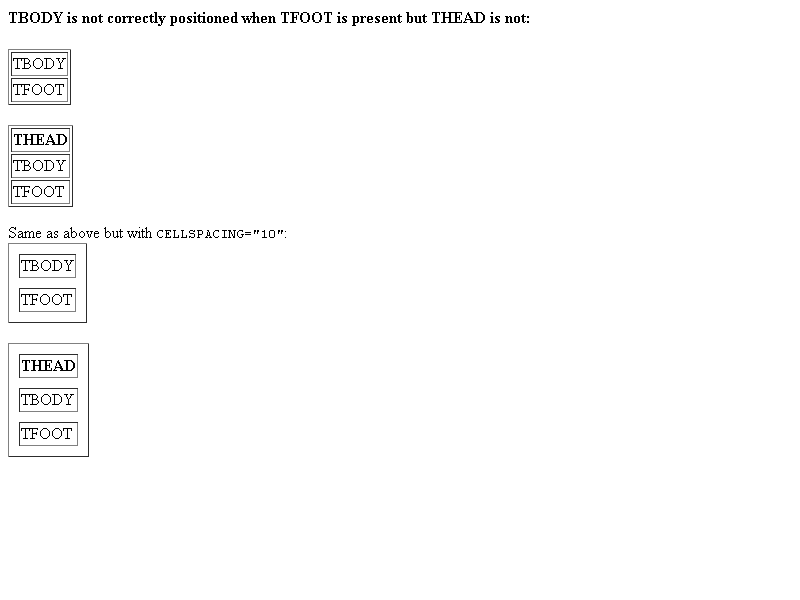 TBODY is not correctly positioned when TFOOT is present but THEAD is not:
TBODY
TFOOT
THEAD
TBODY
TFOOT
Same as above but with CELLSPACING="10":
TBODY
TFOOT
THEAD
TBODY
TFOOT